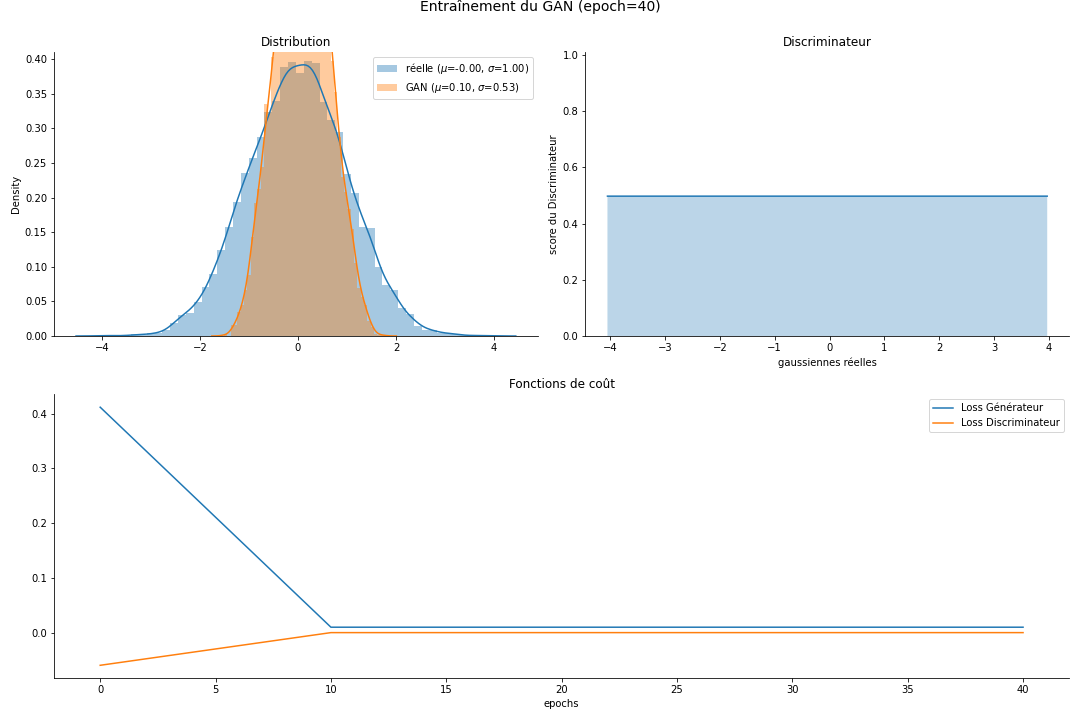 Entraînement du GAN (epoch=40)
Distribution
Density
0.40
0.35
0.30
0.25
0.20
0.15
0.10
0.05
0.00
−4 −2 0 2 4
réelle (μ=-0.00, σ=1.00)
GAN (μ=0.10, σ=0.53)
Discriminateur
score du Discriminateur
1.0
0.8
0.6
0.4
0.2
0.0
−4 −3 −2 −1 0 1 2 3 4
gaussiennes réelles
Fonctions de coût
0.4
0.3
0.2
0.1
0.0
Loss Générateur
Loss Discriminateur
0 5 10 15 20 25 30 35 40
epochs